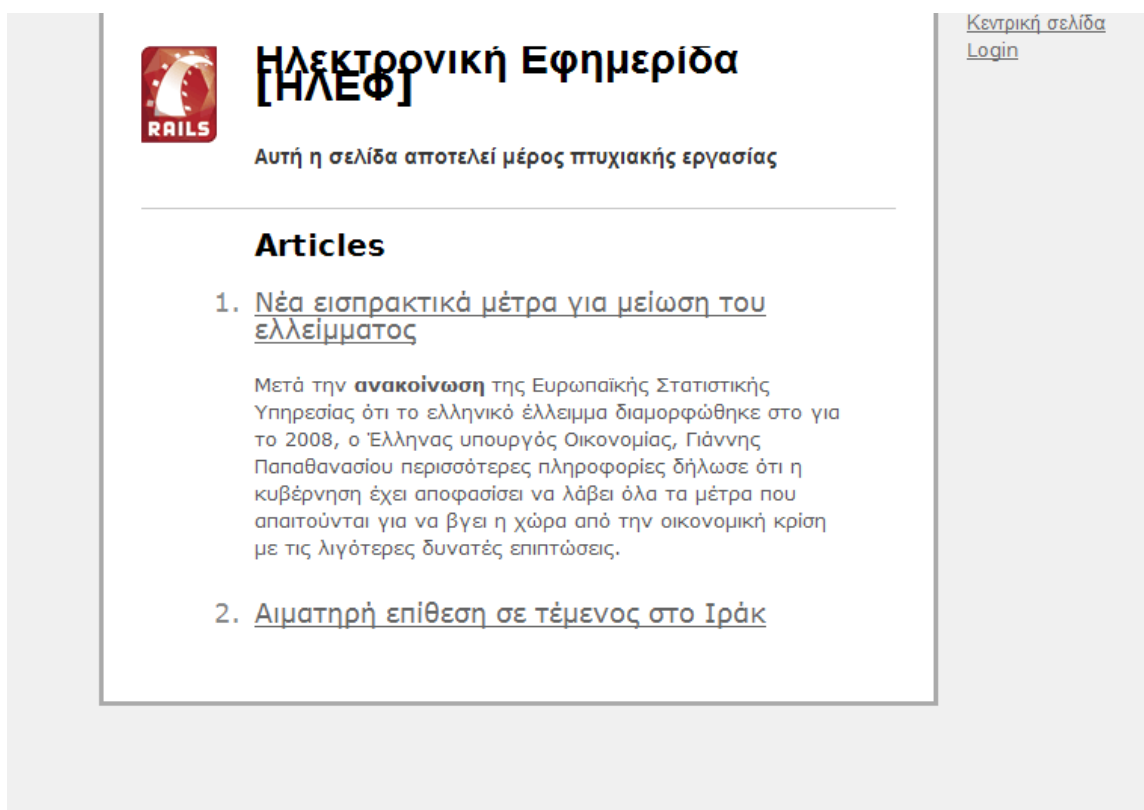 Κεντρική σελίδα
Login
Ηλεκτρονική Εφημερίδα
[ΗΛΕΦ]
RAILS
Αυτή η σελίδα αποτελεί μέρος πτυχιακής εργασίας
Articles
1. Νέα εισπρακτικά μέτρα για μείωση του
ελλείμματος
Μετά την ανακοίνωση της Ευρωπαϊκής Στατιστικής
Υπηρεσίας ότι το ελληνικό έλλειμμα διαμορφώθηκε στο για
το 2008, ο Έλληνας υπουργός Οικονομίας, Γιάννης
Παπαθανασίου περισσότερες πληροφορίες δήλωσε ότι η
κυβέρνηση έχει αποφασίσει να λάβει όλα τα μέτρα που
απαιτούνται για να βγει η χώρα από την οικονομική κρίση
με τις λιγότερες δυνατές επιπτώσεις.
2. Αιματηρή επίθεση σε τέμενος στο Ιράκ